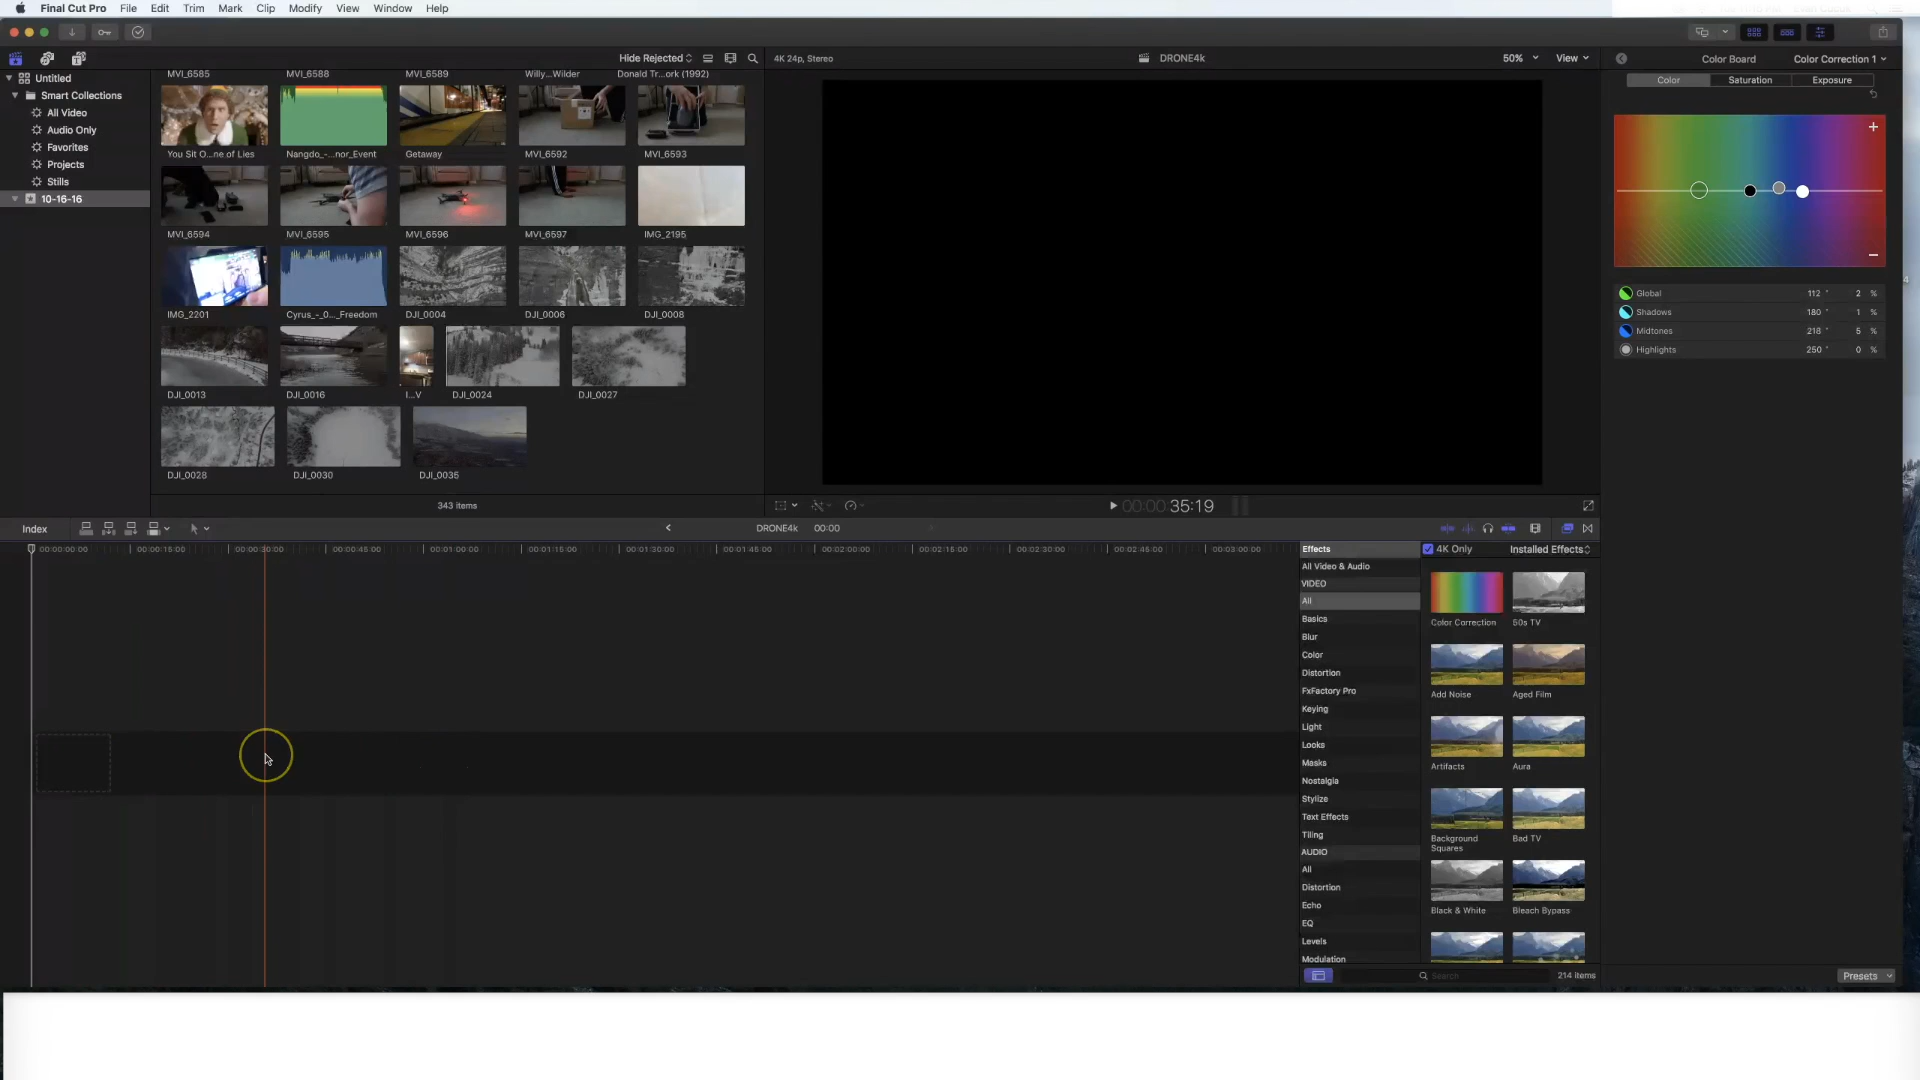 Final Cut Pro File Edit Trim Mark Clip Modify View Window Help
Hide Rejected
4K 24p, Stereo
DRONE4k
50% View
Color Board
Color Correction 1
Untitled
Smart Collections
All Video
Audio Only
Favorites
Projects
Stills
10-16-16
MVI_6585 MVI_6588 MVI_6589 Willy...Wilder Donald Tr...ork (1992)
You Sit O...ne of Lies Nangdo_-...nor_Event Getaway MVI_6592 MVI_6593
MVI_6594 MVI_6595 MVI_6596 MVI_6597 IMG_2195
IMG_2201 Cyrus_-_0..._Freedom DJI_0004 DJI_0006 DJI_0008
DJI_0013 DJI_0016 I...V DJI_0024 DJI_0027
DJI_0028 DJI_0030 DJI_0035
343 items
Color Saturation Exposure
Global 112 ° 2 %
Shadows 180 ° 1 %
Midtones 218 ° 5 %
Highlights 250 ° 0 %
00:00:35:19
Index
DRONE4k 00:00
00:00:00:00 00:00:15:00 00:00:30:00 00:00:45:00 00:01:00:00 00:01:15:00 00:01:30:00 00:01:45:00 00:02:00:00 00:02:15:00 00:02:30:00 00:02:45:00 00:03:00:00
Effects
4K Only
Installed Effects
All Video & Audio
VIDEO
All
Basics
Blur
Color
Distortion
FxFactory Pro
Keying
Light
Looks
Masks
Nostalgia
Stylize
Text Effects
Tiling
AUDIO
All
Distortion
Echo
EQ
Levels
Modulation
Color Correction 50s TV
Add Noise Aged Film
Artifacts Aura
Background
Squares
Bad TV
Black & White Bleach Bypass
Search
214 items
Presets